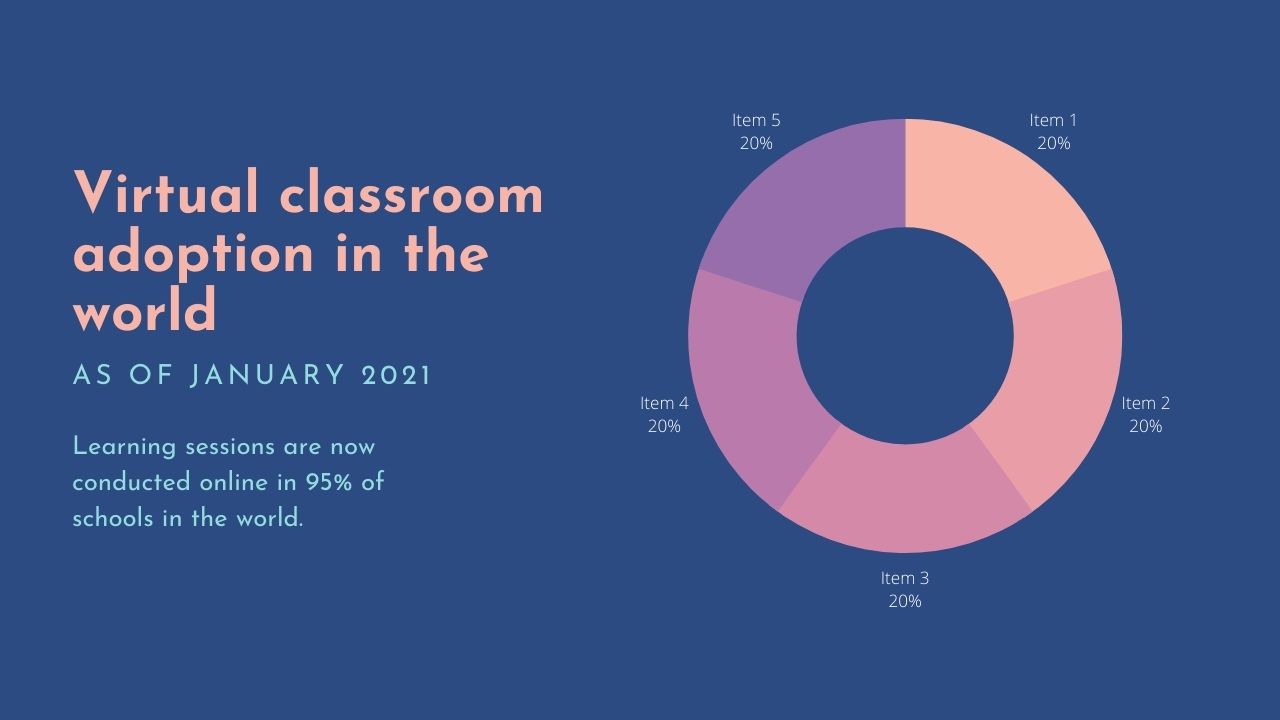 Virtual classroom
adoption in the
world
AS OF JANUARY 2021
Learning sessions are now
conducted online in 95% of
schools in the world.
Item 5
20%
Item 1
20%
Item 4
20%
Item 2
20%
Item 3
20%